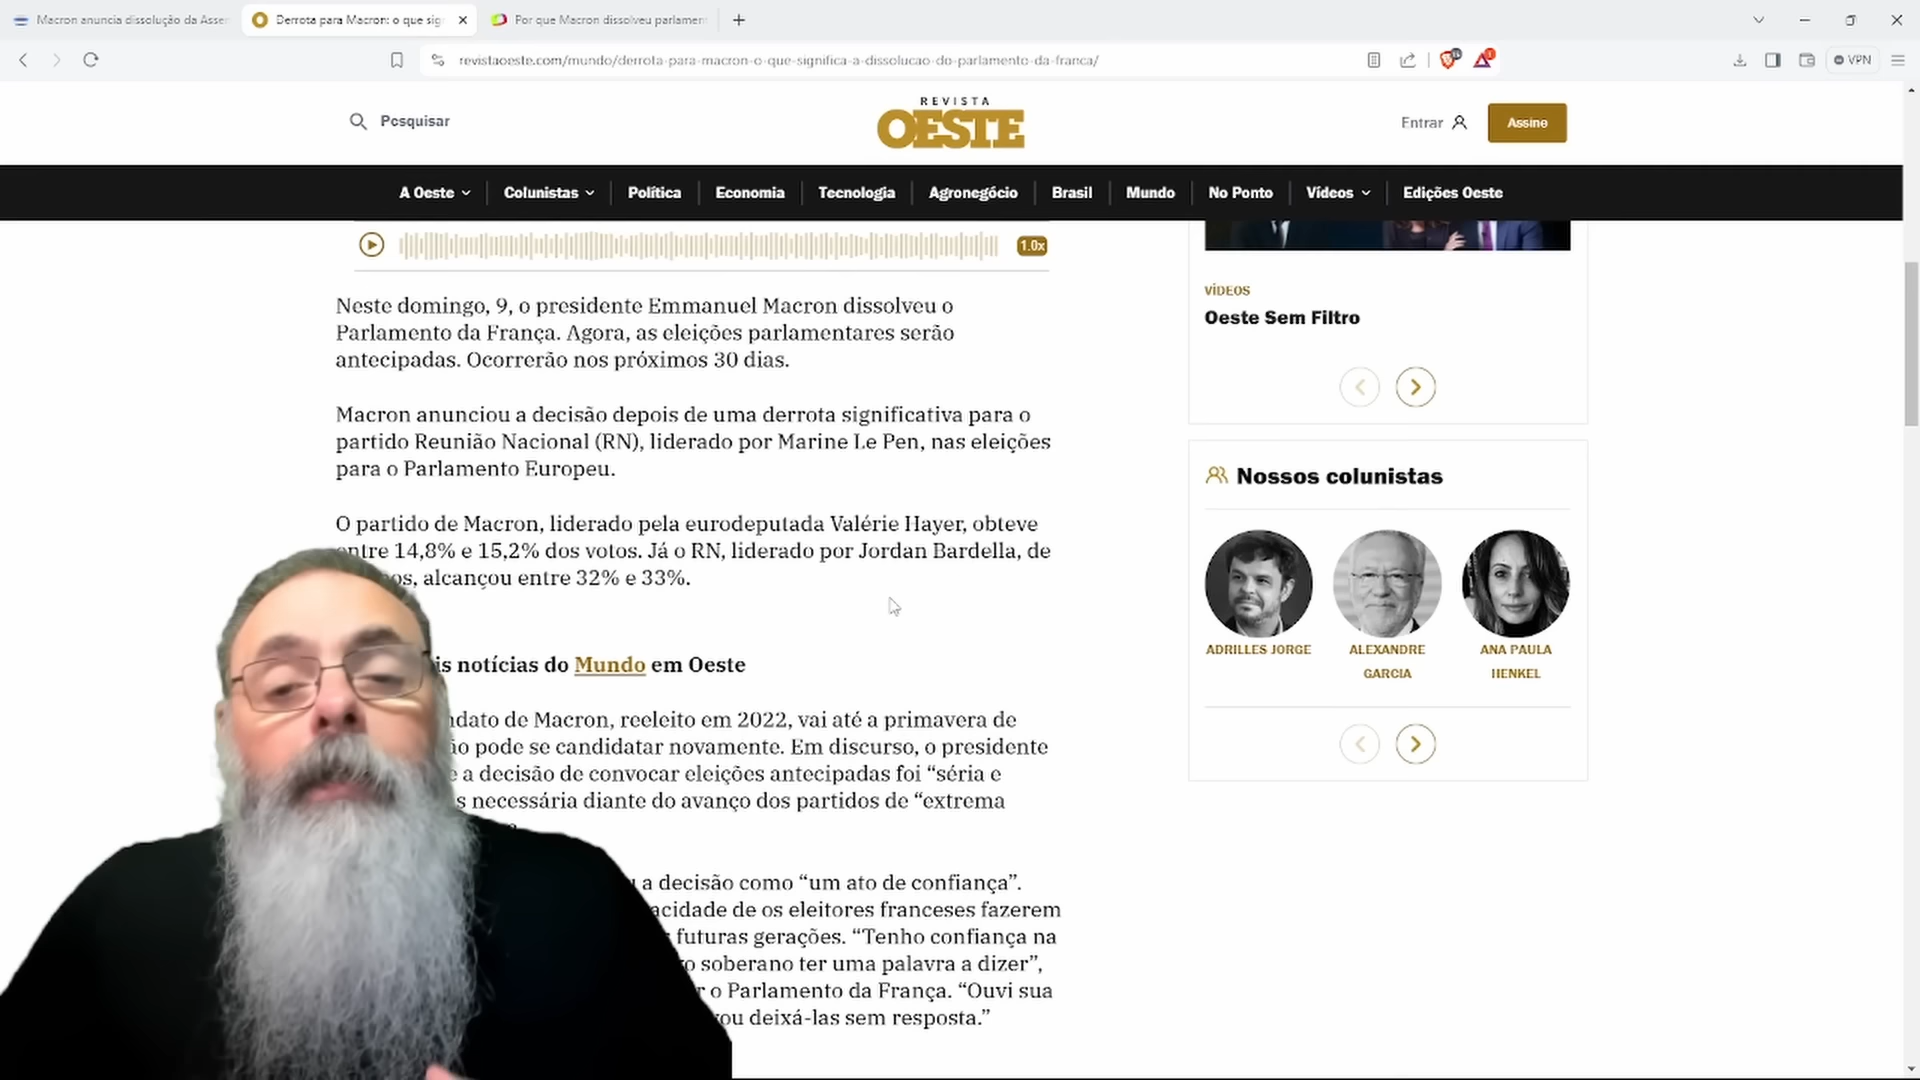 Macron anuncia dissolução da Assem
Derrota para Macron: o que sig
Por que Macron dissolveu parlament
revistaoeste.com/mundo/derrota-para-macron-o-que-significa-a-dissolucao-do-parlamento-da-franca/
VPN
Pesquisar
REVISTA
OESTE
Entrar
Assine
A Oeste
Colunistas
Política
Economia
Tecnologia
Agronegócio
Brasil
Mundo
No Ponto
Vídeos
Edições Oeste
1.0x
Neste domingo, 9, o presidente Emmanuel Macron dissolveu o
Parlamento da França. Agora, as eleições parlamentares serão
antecipadas. Ocorrerão nos próximos 30 dias.
Macron anunciou a decisão depois de uma derrota significativa para o
partido Reunião Nacional (RN), liderado por Marine Le Pen, nas eleições
para o Parlamento Europeu.
O partido de Macron, liderado pela eurodeputada Valérie Hayer, obteve
entre 14,8% e 15,2% dos votos. Já o RN, liderado por Jordan Bardella, de
os, alcançou entre 32% e 33%.
is notícias do Mundo em Oeste
ndato de Macron, reeleito em 2022, vai até a primavera de
ão pode se candidatar novamente. Em discurso, o presidente
e a decisão de convocar eleições antecipadas foi “séria e
s necessária diante do avanço dos partidos de “extrema
a decisão como “um ato de confiança”.
acidade de os eleitores franceses fazerem
futuras gerações. “Tenho confiança na
o soberano ter uma palavra a dizer”,
r o Parlamento da França. “Ouvi sua
ou deixá-las sem resposta.”
VÍDEOS
Oeste Sem Filtro
Nossos colunistas
ADRILLES JORGE
ALEXANDRE
GARCIA
ANA PAULA
HENKEL